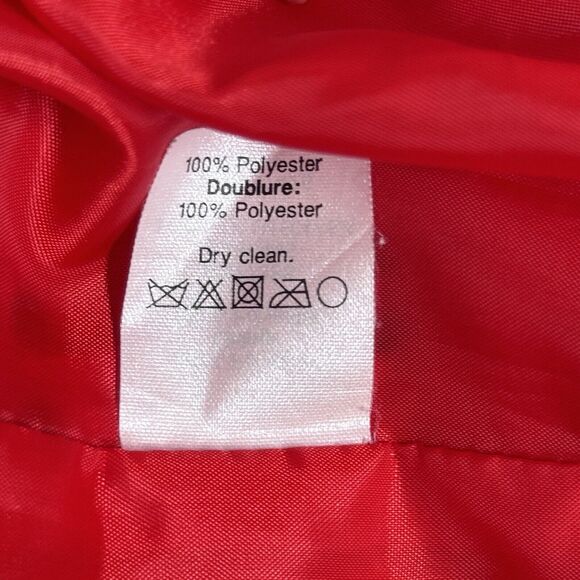 100% Polyester
Doublure:
100% Polyester
Dry clean.